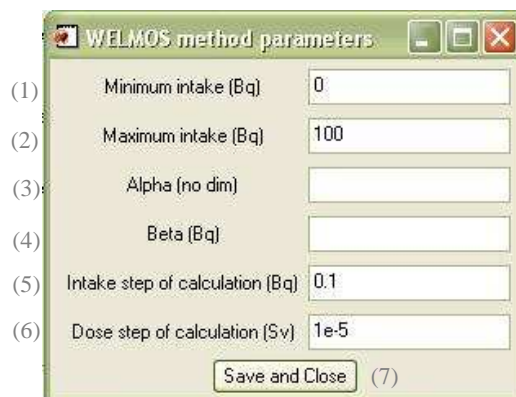 WELMOS method parameters
(1) Minimum intake (Bq) 0
(2) Maximum intake (Bq) 100
(3) Alpha (no dim)
(4) Beta (Bq)
(5) Intake step of calculation (Bq) 0.1
(6) Dose step of calculation (Sv) 1e-5
Save and Close (7)